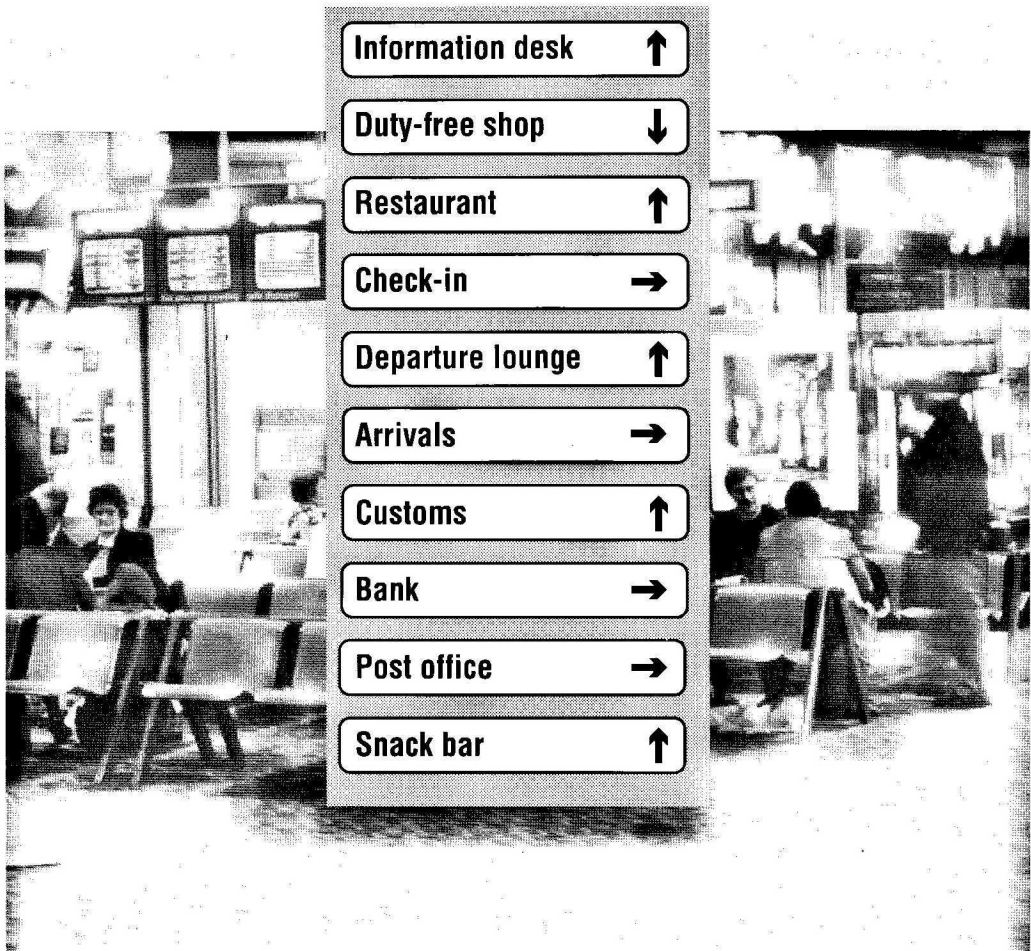 Information desk ↑
Duty-free shop ↓
Restaurant ↑
Check-in →
Departure lounge ↑
Arrivals →
Customs ↑
Bank →
Post office →
Snack bar ↑